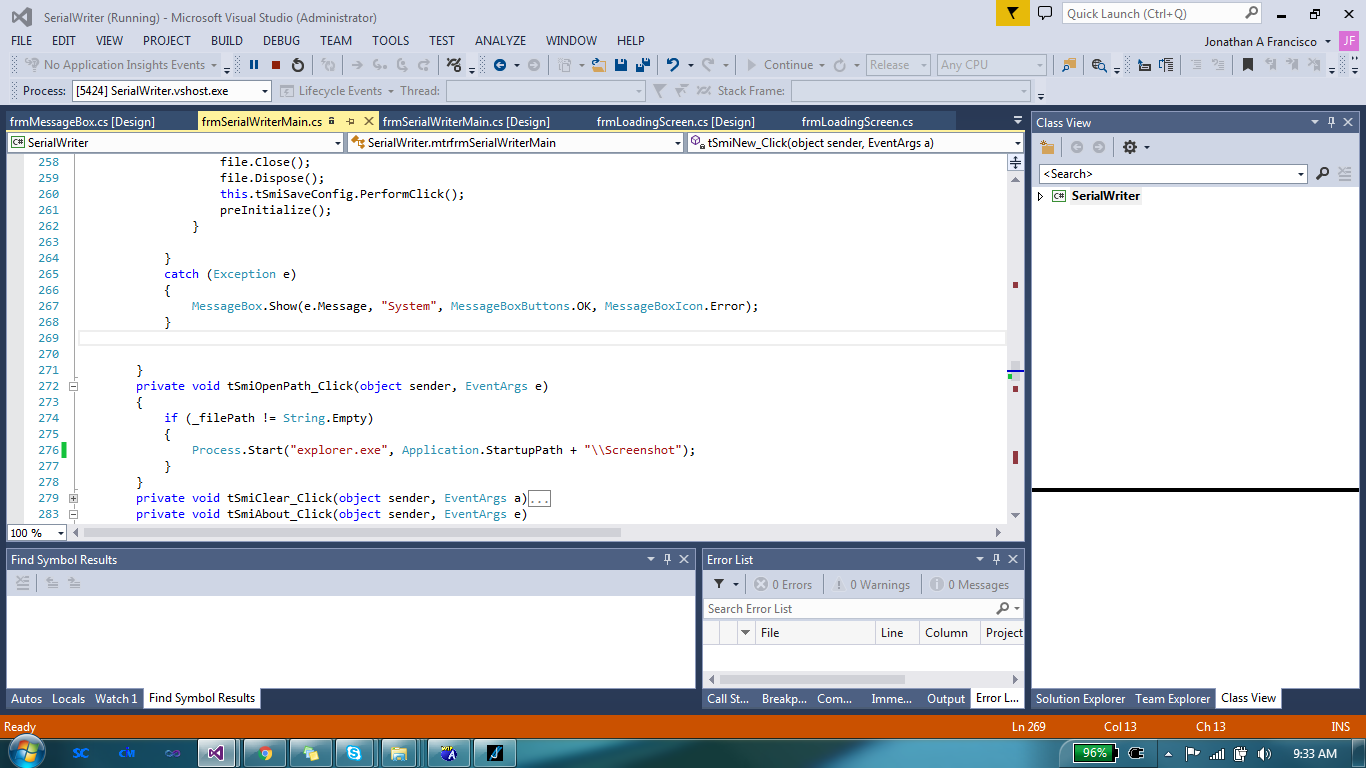 SerialWriter (Running) - Microsoft Visual Studio (Administrator)
Quick Launch (Ctrl+Q)
FILE EDIT VIEW PROJECT BUILD DEBUG TEAM TOOLS TEST ANALYZE WINDOW HELP
Jonathan A Francisco JF
No Application Insights Events Continue Release Any CPU
Process: [5424] SerialWriter.vshost.exe Lifecycle Events Thread: Stack Frame:
frmMessageBox.cs [Design] frmSerialWriterMain.cs frmSerialWriterMain.cs [Design] frmLoadingScreen.cs [Design] frmLoadingScreen.cs
C# SerialWriter SerialWriter.mtrfrmSerialWriterMain tSmiNew_Click(object sender, EventArgs a)
258 file.Close();
259 file.Dispose();
260 this.tSmiSaveConfig.PerformClick();
261 preInitialize();
262 }
263
264 }
265 catch (Exception e)
266 {
267 MessageBox.Show(e.Message, "System", MessageBoxButtons.OK, MessageBoxIcon.Error);
268 }
269
270
271 }
272 private void tSmiOpenPath_Click(object sender, EventArgs e)
273 {
274 if (_filePath != String.Empty)
275 {
276 Process.Start("explorer.exe", Application.StartupPath + "\\Screenshot");
277 }
278 }
279 private void tSmiClear_Click(object sender, EventArgs a)...
283 private void tSmiAbout_Click(object sender, EventArgs e)
100 %
Class View
<Search>
C# SerialWriter
Find Symbol Results
Error List
0 Errors 0 Warnings 0 Messages
Search Error List
File Line Column Project
Autos Locals Watch 1 Find Symbol Results
Call St... Breakp... Com... Imme... Output Error L...
Solution Explorer Team Explorer Class View
Ready Ln 269 Col 13 Ch 13 INS
SC CM 96% 9:33 AM